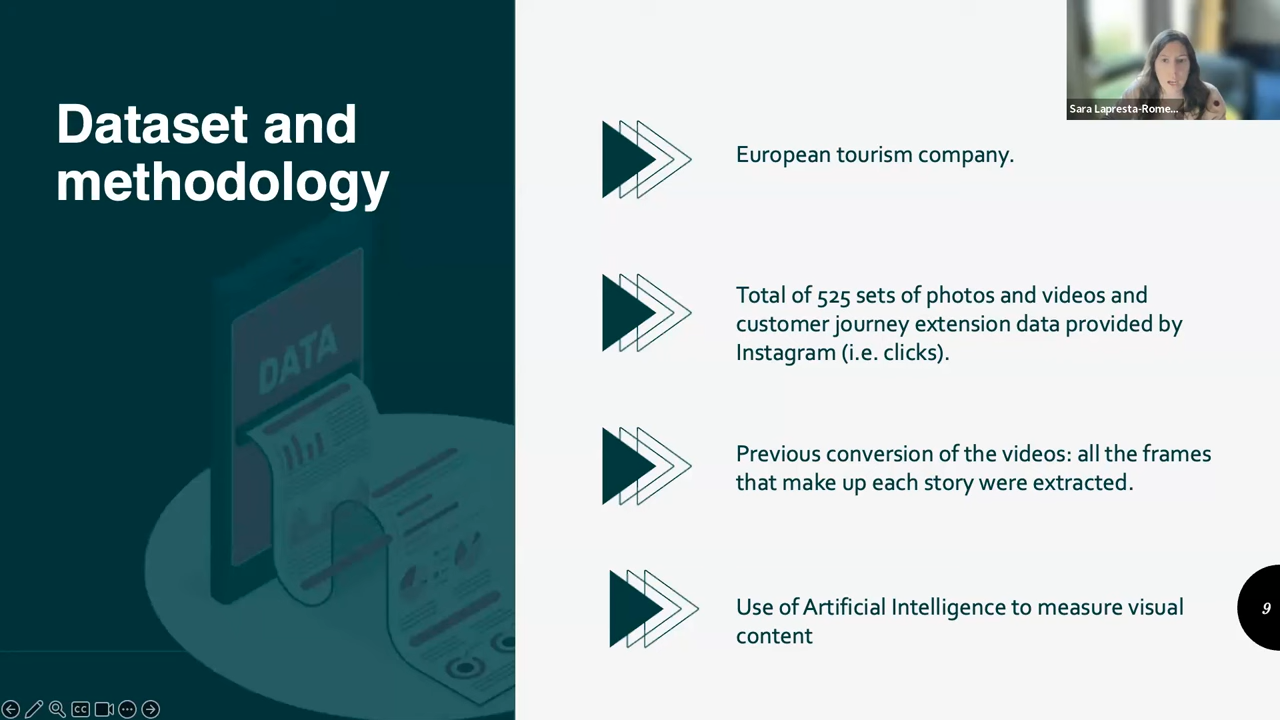 Dataset and
methodology
DATA
European tourism company.
Total of 525 sets of photos and videos and
customer journey extension data provided by
Instagram (i.e. clicks).
Previous conversion of the videos: all the frames
that make up each story were extracted.
Use of Artificial Intelligence to measure visual
content
Sara Lapresta-Rome...
9
CC